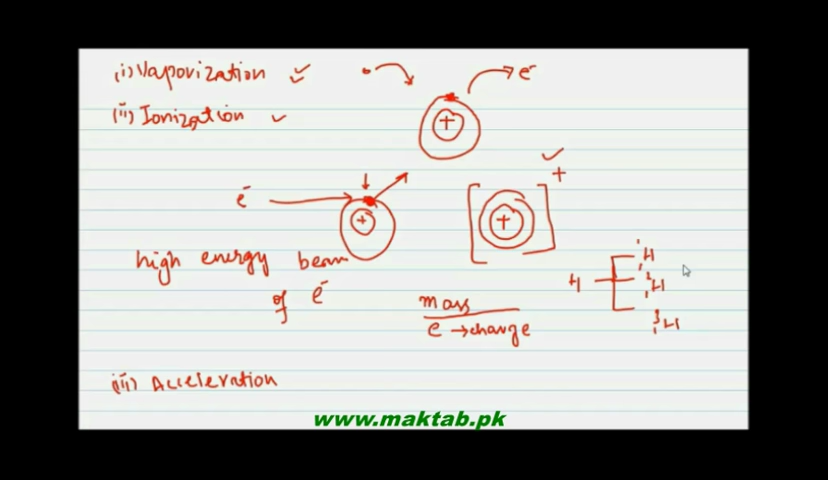 (i) Vaporization
e⁻
+
(ii) Ionization
+
e⁻
+
+
high energy beam
of e⁻
mass
e → charge
H
¹₁H
²₁H
³₁H
(iii) Acceleration
www.maktab.pk